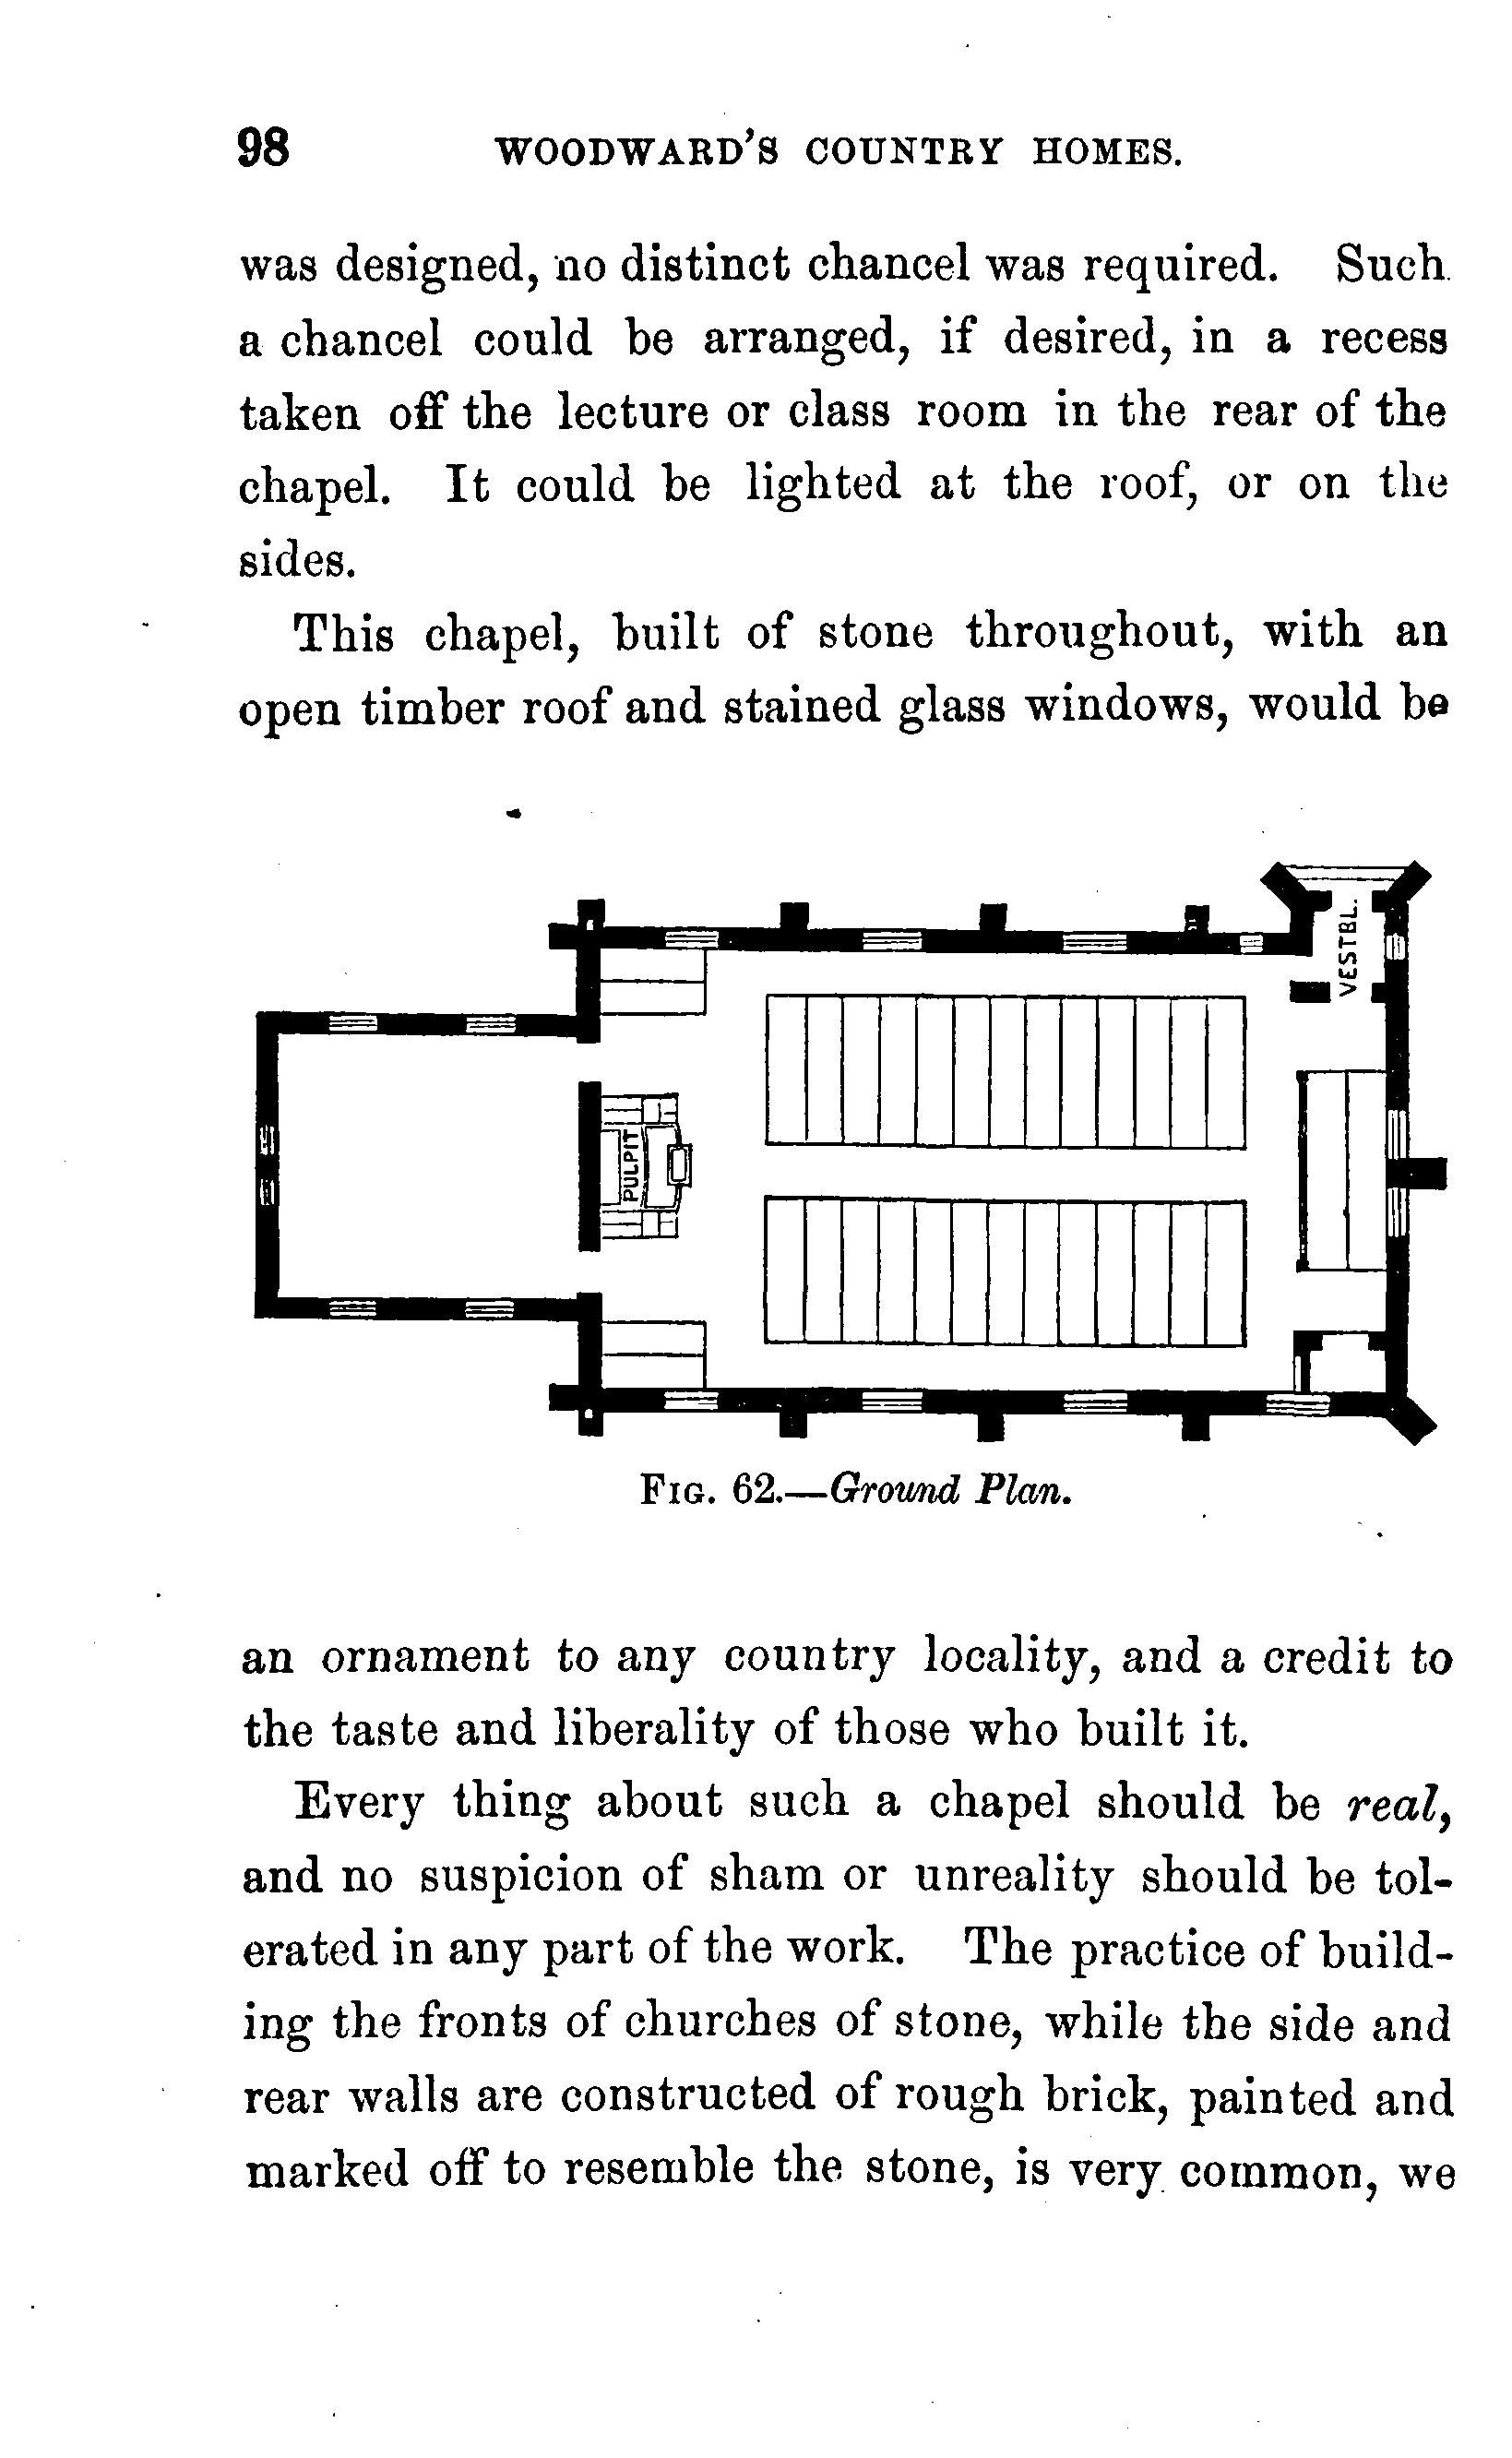 98 WOODWARD'S COUNTRY HOMES.
was designed, no distinct chancel was required. Such
a chancel could be arranged, if desired, in a recess
taken off the lecture or class room in the rear of the
chapel. It could be lighted at the roof, or on the
sides.
This chapel, built of stone throughout, with an
open timber roof and stained glass windows, would be
VESTBL.
PULPIT
FIG. 62.—Ground Plan.
an ornament to any country locality, and a credit to
the taste and liberality of those who built it.
Every thing about such a chapel should be real,
and no suspicion of sham or unreality should be tol-
erated in any part of the work. The practice of build-
ing the fronts of churches of stone, while the side and
rear walls are constructed of rough brick, painted and
marked off to resemble the stone, is very common, we